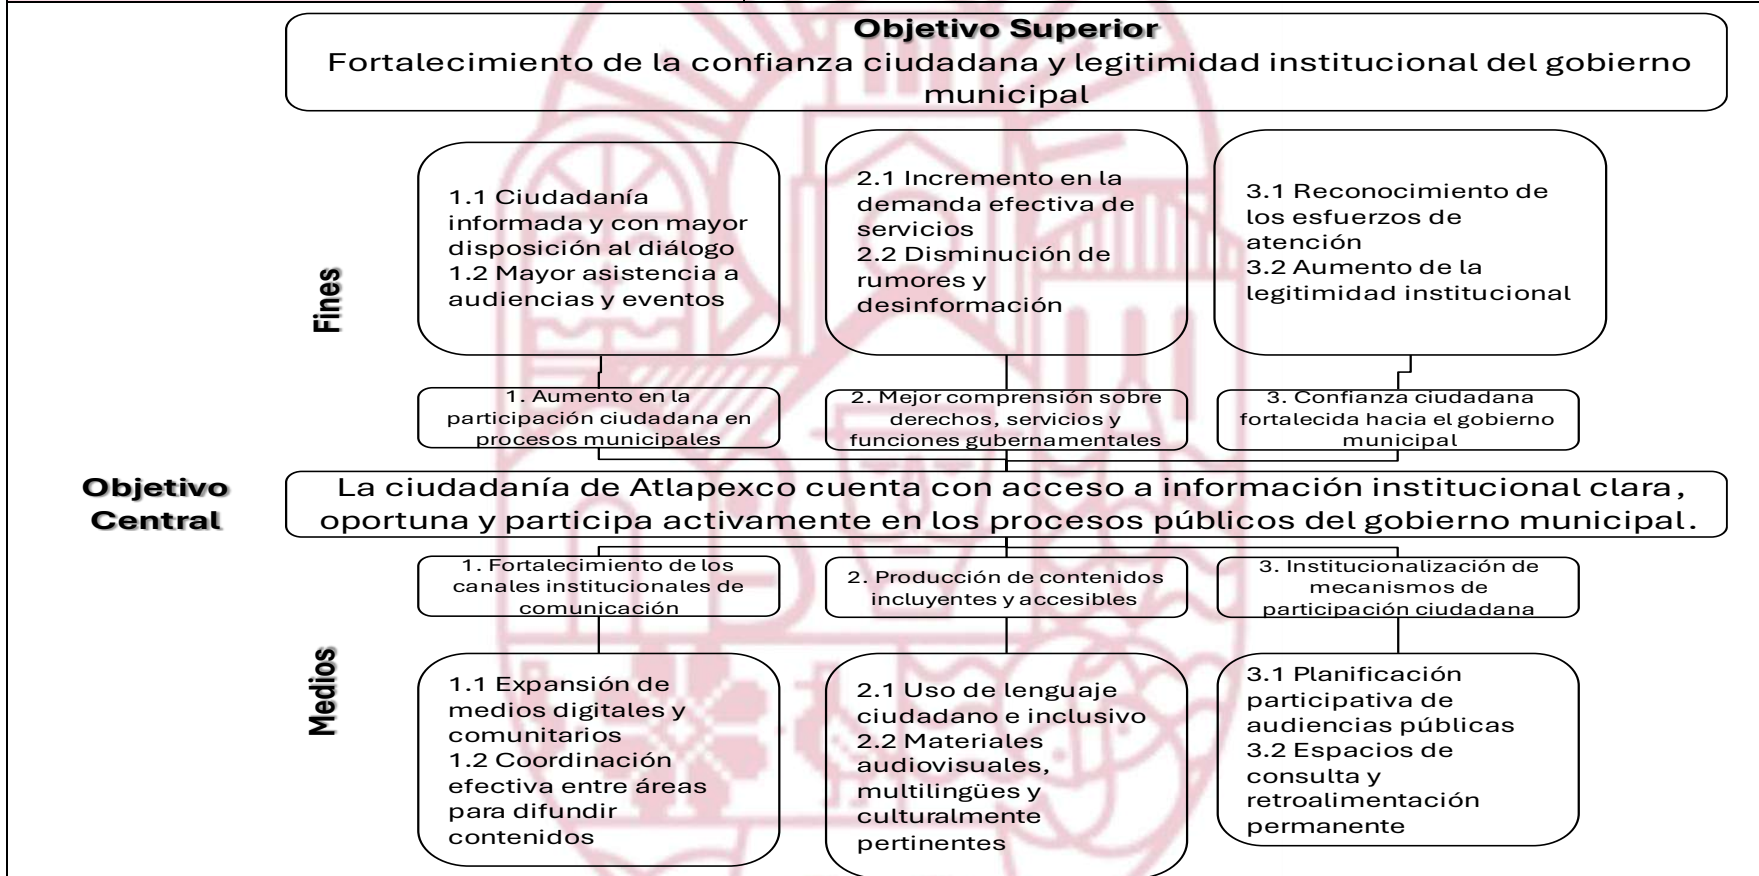 Objetivo Superior
Fortalecimiento de la confianza ciudadana y legitimidad institucional del gobierno
municipal
Fines
1.1 Ciudadanía
informada y con mayor
disposición al diálogo
1.2 Mayor asistencia a
audiencias y eventos
2.1 Incremento en la
demanda efectiva de
servicios
2.2 Disminución de
rumores y
desinformación
3.1 Reconocimiento de
los esfuerzos de
atención
3.2 Aumento de la
legitimidad institucional
1. Aumento en la
participación ciudadana en
procesos municipales
2. Mejor comprensión sobre
derechos, servicios y
funciones gubernamentales
3. Confianza ciudadana
fortalecida hacia el gobierno
municipal
Objetivo
Central
La ciudadanía de Atlapexco cuenta con acceso a información institucional clara,
oportuna y participa activamente en los procesos públicos del gobierno municipal.
1. Fortalecimiento de los
canales institucionales de
comunicación
2. Producción de contenidos
incluyentes y accesibles
3. Institucionalización de
mecanismos de
participación ciudadana
Medios
1.1 Expansión de
medios digitales y
comunitarios
1.2 Coordinación
efectiva entre áreas
para difundir
contenidos
2.1 Uso de lenguaje
ciudadano e inclusivo
2.2 Materiales
audiovisuales,
multilingües y
culturalmente
pertinentes
3.1 Planificación
participativa de
audiencias públicas
3.2 Espacios de
consulta y
retroalimentación
permanente